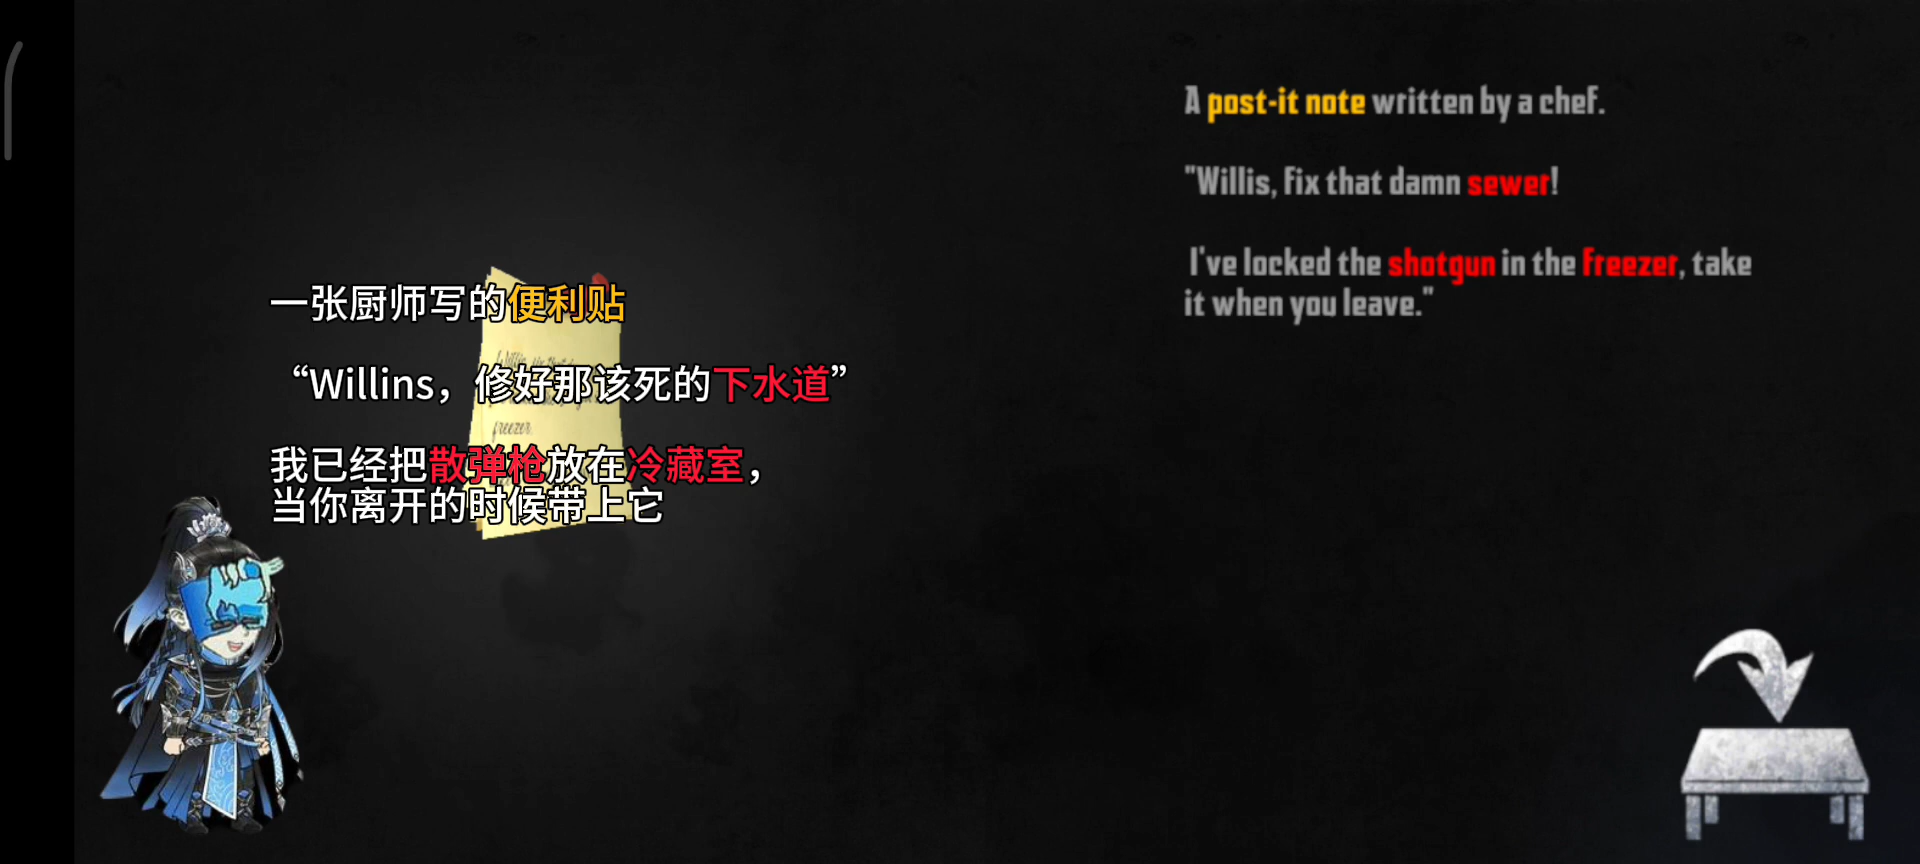 A post-it note written by a chef.
"Willis, fix that damn sewer!
I've locked the shotgun in the freezer, take
it when you leave."
一张厨师写的便利贴
“Willins，修好那该死的下水道”
我已经把散弹枪放在冷藏室，
当你离开的时候带上它
freezer